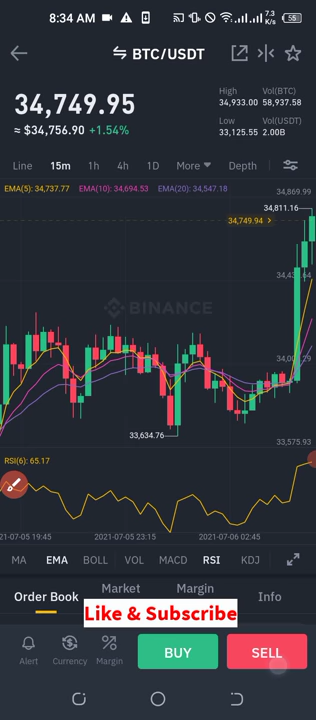 8:34 AM
7.3
K/s
55
BTC/USDT
34,749.95
≈ $34,756.90 +1.54%
High
34,933.00
Vol(BTC)
58,937.58
Low
33,125.55
Vol(USDT)
2.00B
Line 15m 1h 4h 1D More Depth
EMA(5): 34,737.77 EMA(10): 34,694.53 EMA(20): 34,547.18
34,869.99
34,811.16
34,749.94
BINANCE
33,634.76
33,575.93
RSI(6): 65.17
2021-07-05 23:15
2021-07-06 02:45
MA EMA BOLL VOL MACD RSI KDJ
Order Book
Market
Margin
Info
Like & Subscribe
Alert
Currency
Margin
BUY
SELL